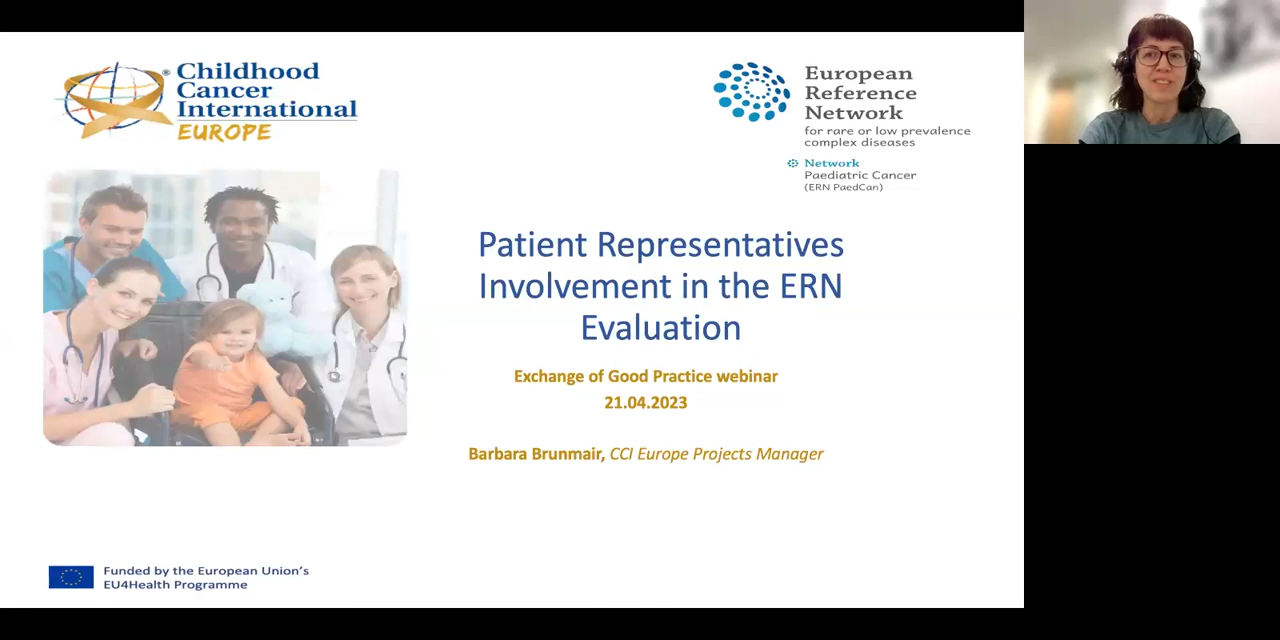 Childhood
Cancer
International
EUROPE
European
Reference
Network
for rare or low prevalence
complex diseases
Network
Paediatric Cancer
(ERN PaedCan)
Patient Representatives
Involvement in the ERN
Evaluation
Exchange of Good Practice webinar
21.04.2023
Barbara Brunmair, CCI Europe Projects Manager
Funded by the European Union's
EU4Health Programme